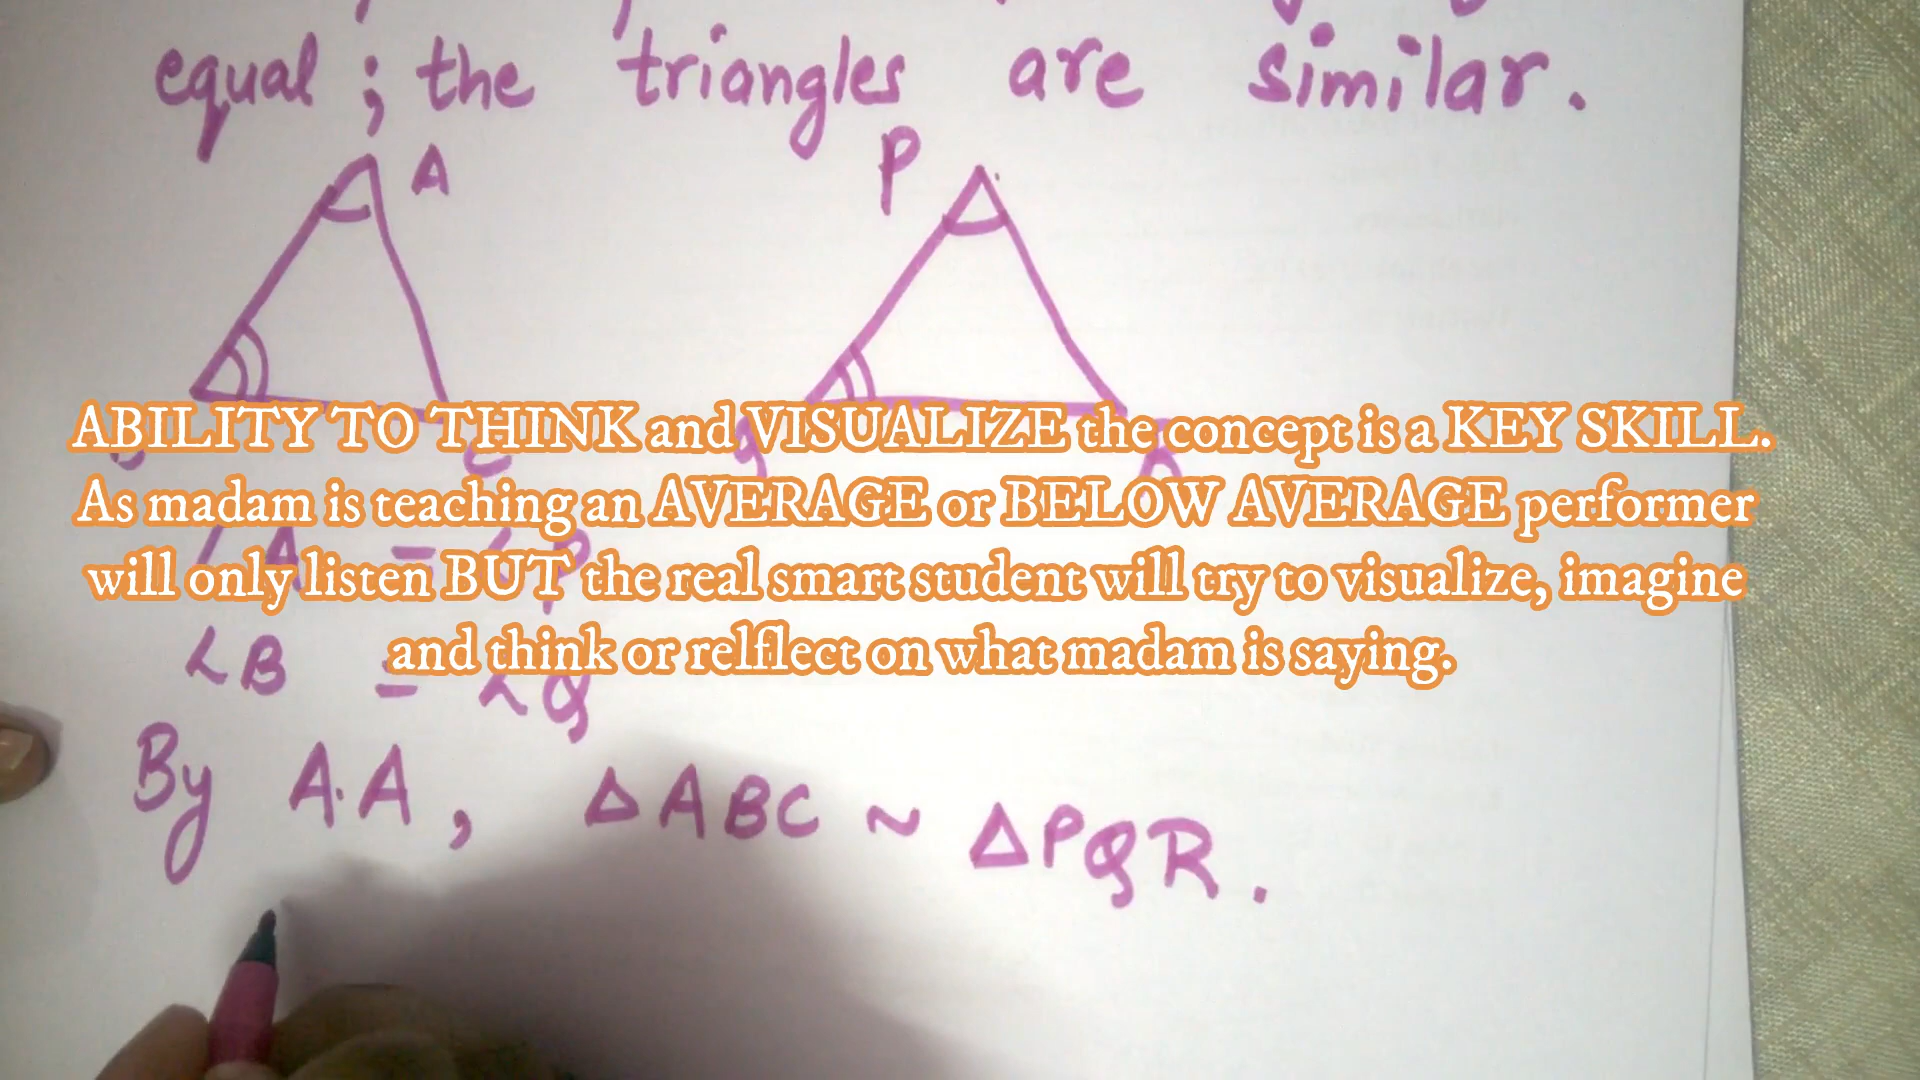 equal ; the triangles are similar.
A P
ABILITY TO THINK and VISUALIZE the concept is a KEY SKILL.
As madam is teaching an AVERAGE or BELOW AVERAGE performer
will only listen BUT the real smart student will try to visualize, imagine
and think or relflect on what madam is saying.
B C Q R
∠A = ∠P
∠B = ∠Q
By A.A, ΔABC ~ ΔPQR.